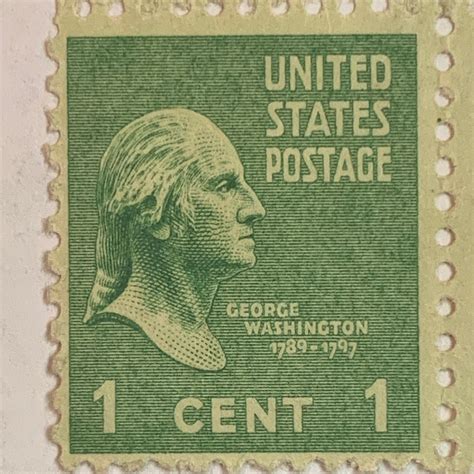 UNITED
STATES
POSTAGE
GEORGE
WASHINGTON
1789-1797
1 CENT 1